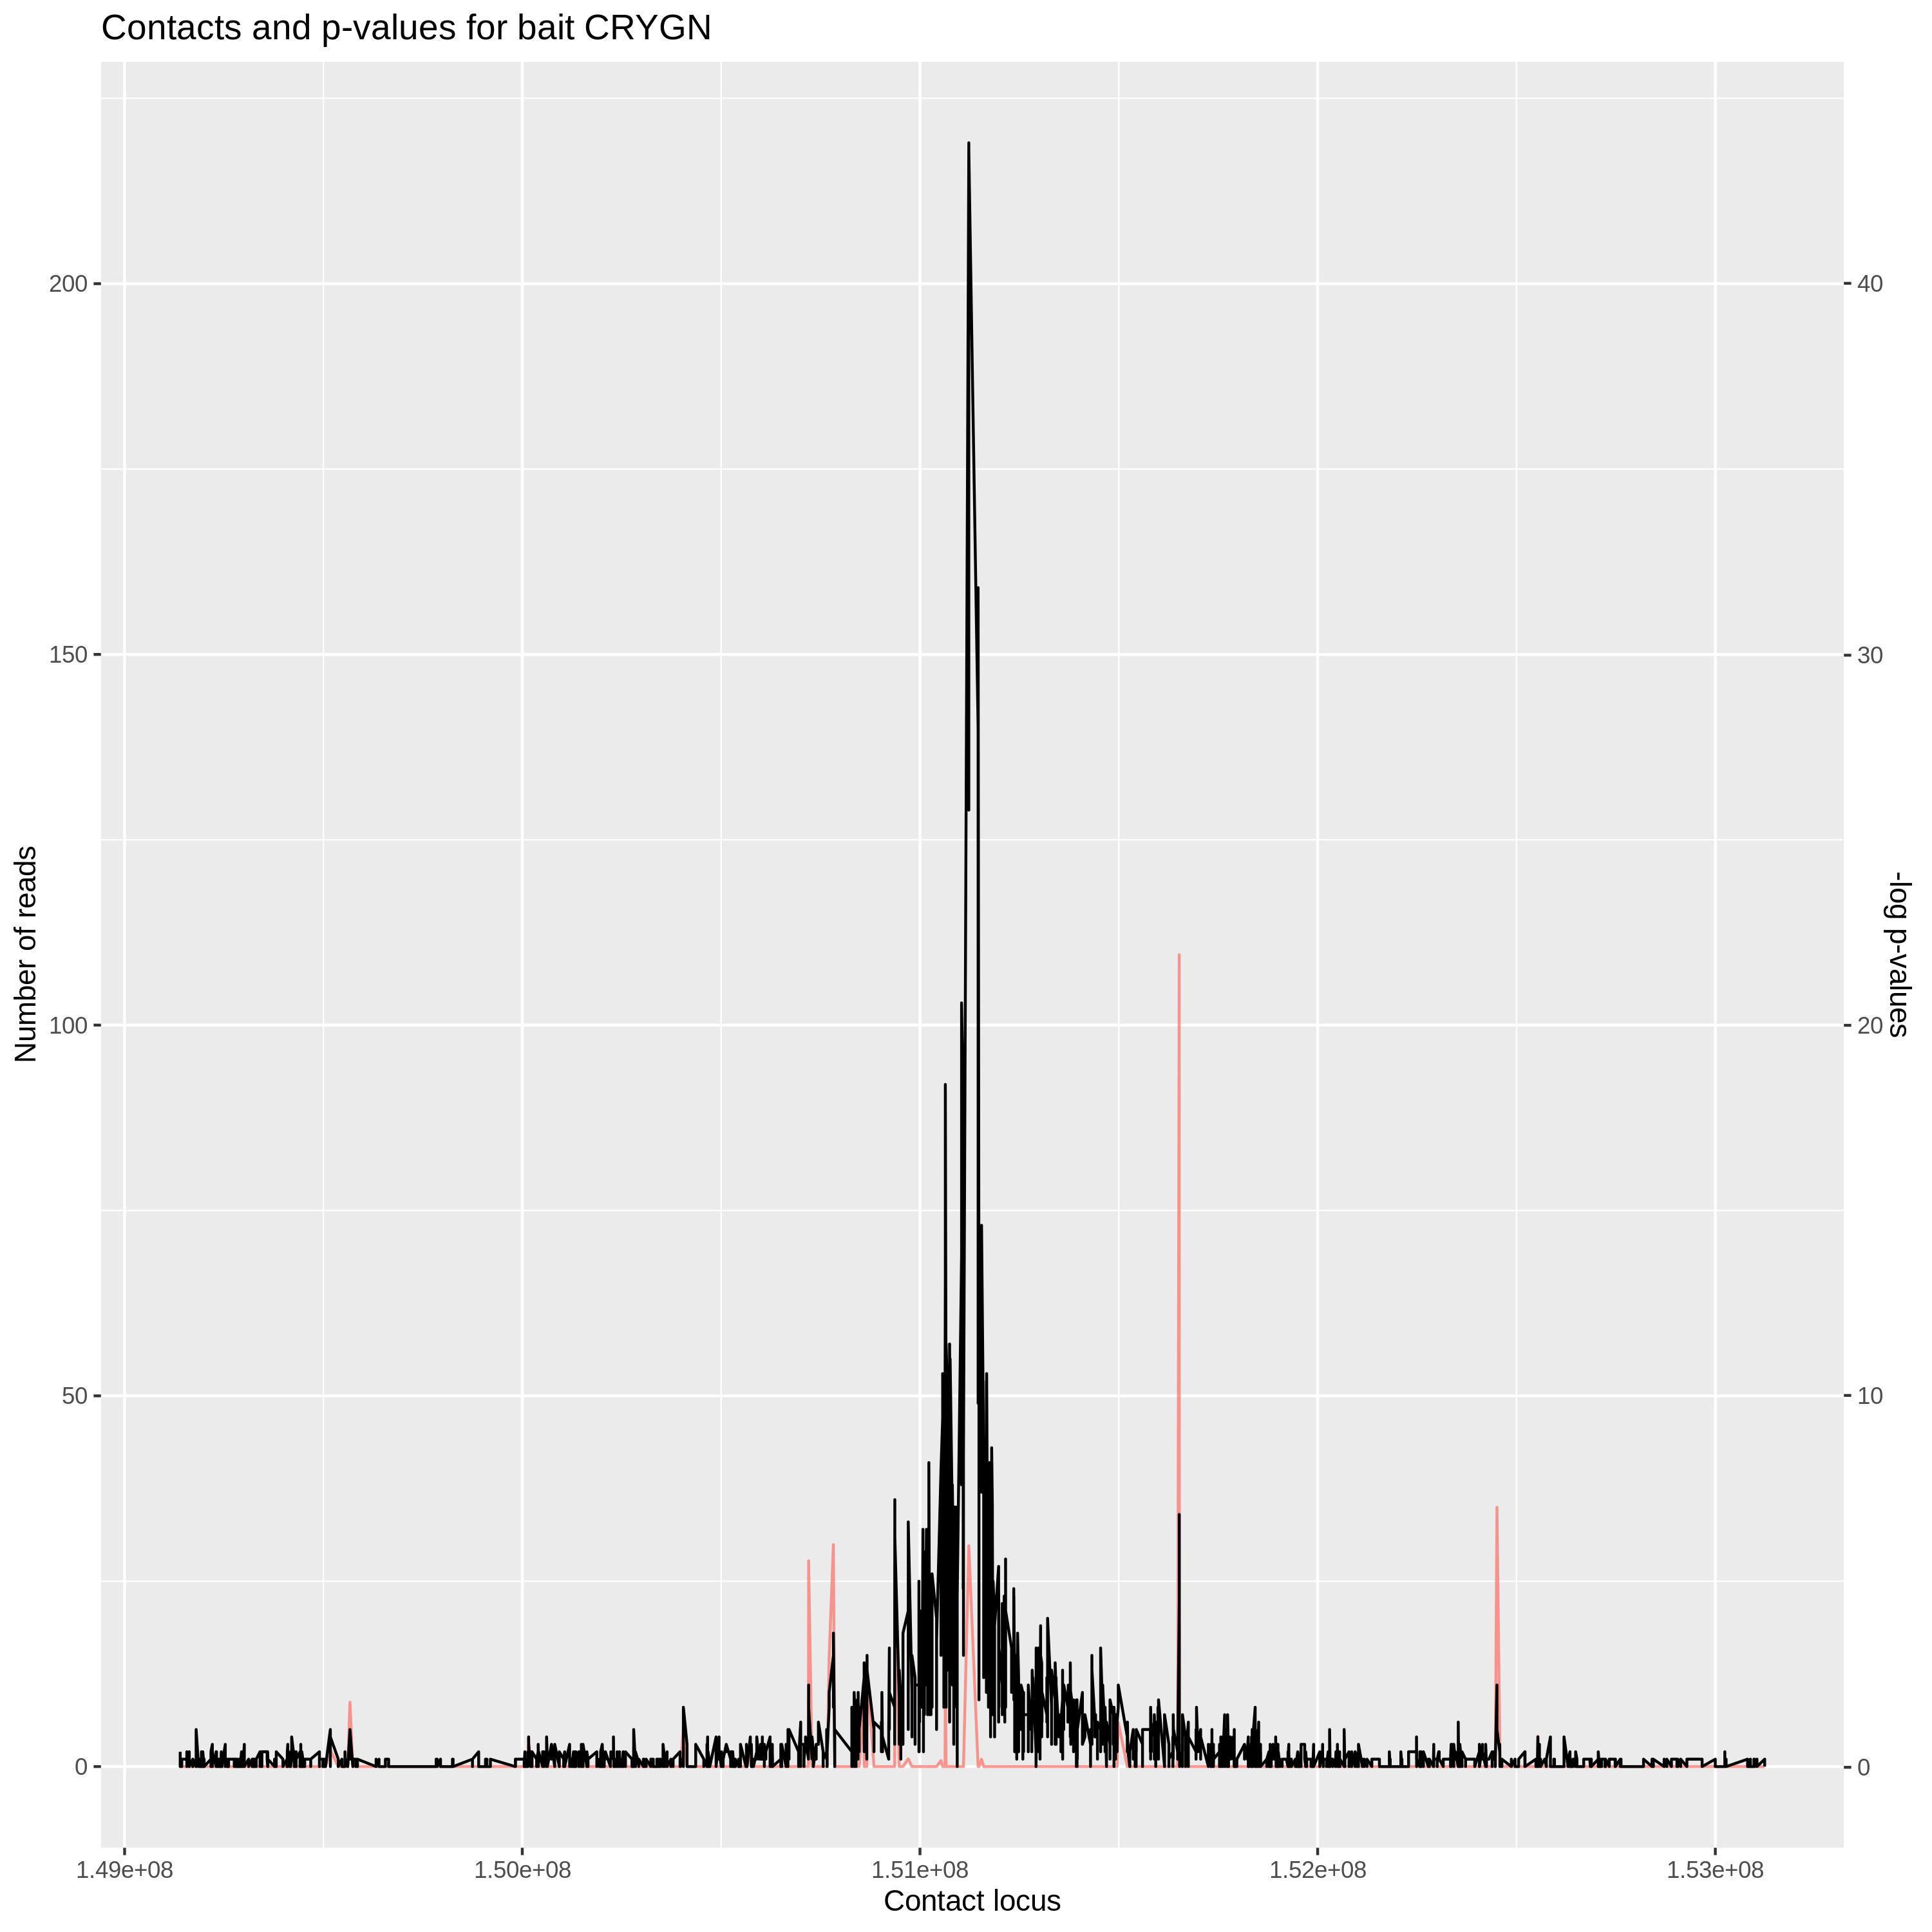 Contacts and p-values for bait CRYGN
Number of reads
200
150
100
50
0
40
30
20
10
0
-log p-values
1.49e+08
1.50e+08
1.51e+08
1.52e+08
1.53e+08
Contact locus